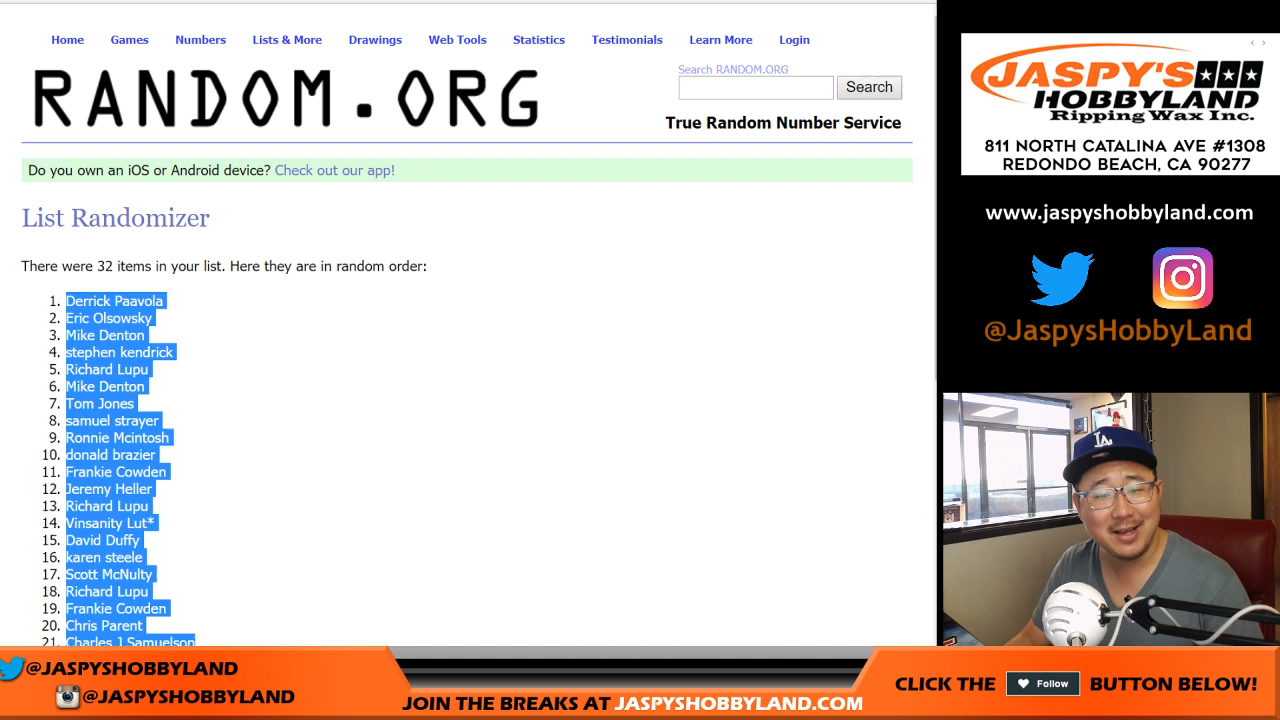 Home Games Numbers Lists & More Drawings Web Tools Statistics Testimonials Learn More Login
RANDOM.ORG
Search RANDOM.ORG
Search
True Random Number Service
Do you own an iOS or Android device? Check out our app!
List Randomizer
There were 32 items in your list. Here they are in random order:
1. Derrick Paavola
2. Eric Olsowsky
3. Mike Denton
4. stephen kendrick
5. Richard Lupu
6. Mike Denton
7. Tom Jones
8. samuel strayer
9. Ronnie Mcintosh
10. donald brazier
11. Frankie Cowden
12. Jeremy Heller
13. Richard Lupu
14. Vinsanity Lut*
15. David Duffy
16. karen steele
17. Scott McNulty
18. Richard Lupu
19. Frankie Cowden
20. Chris Parent
21. Charles J Samuelson
JASPY'S
HOBBYLAND
Ripping Wax Inc.
811 NORTH CATALINA AVE #1308
REDONDO BEACH, CA 90277
www.jaspyshobbyland.com
@JaspysHobbyLand
LA
@JASPYSHOBBYLAND
@JASPYSHOBBYLAND
JOIN THE BREAKS AT JASPYSHOBBYLAND.COM
CLICK THE Follow BUTTON BELOW!